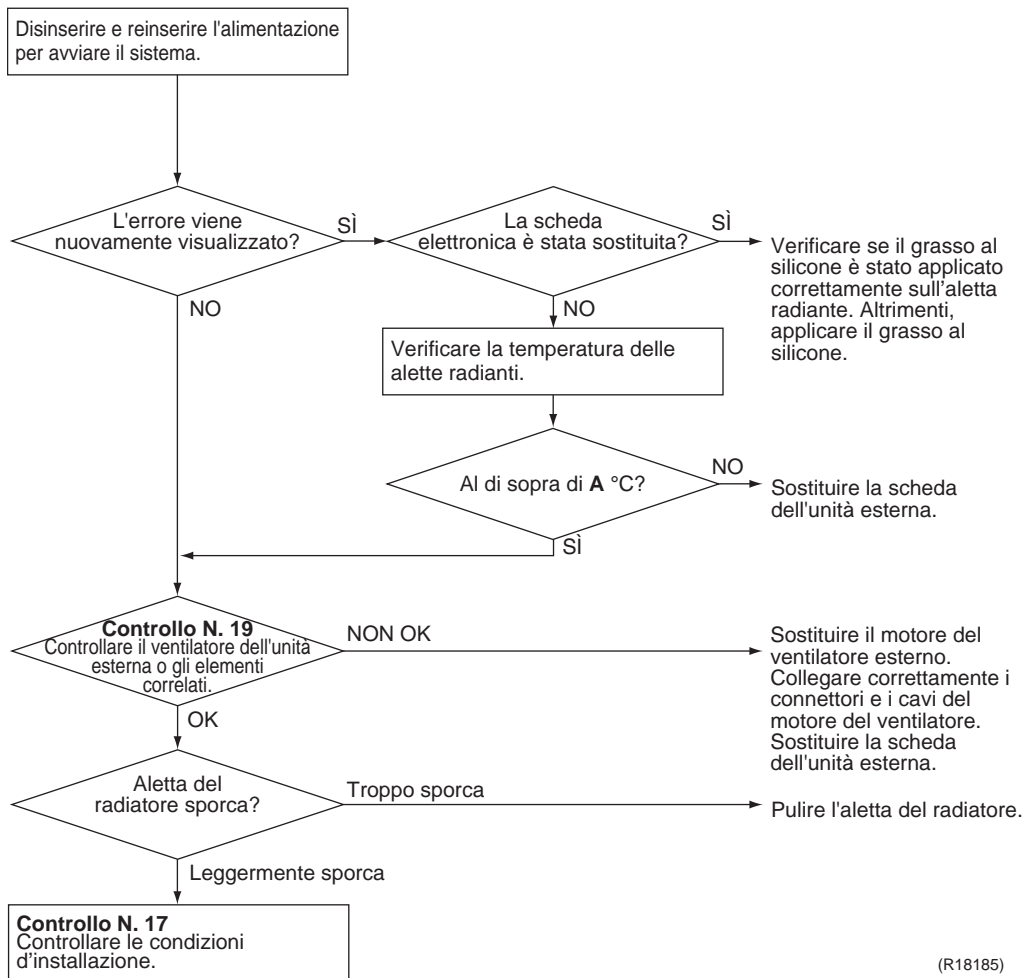 Disinserire e reinserire l'alimentazione
per avviare il sistema.
L'errore viene
nuovamente visualizzato?
SÌ
La scheda
elettronica è stata sostituita?
SÌ
Verificare se il grasso al
silicone è stato applicato
correttamente sull'aletta
radiante. Altrimenti,
applicare il grasso al
silicone.
NO
NO
Verificare la temperatura delle
alette radianti.
Al di sopra di A °C?
NO
Sostituire la scheda
dell'unità esterna.
SÌ
Controllo N. 19
Controllare il ventilatore dell'unità
esterna o gli elementi
correlati.
NON OK
Sostituire il motore del
ventilatore esterno.
Collegare correttamente i
connettori e i cavi del
motore del ventilatore.
Sostituire la scheda
dell'unità esterna.
OK
Aletta del
radiatore sporca?
Troppo sporca
Pulire l'aletta del radiatore.
Leggermente sporca
Controllo N. 17
Controllare le condizioni
d'installazione.
(R18185)